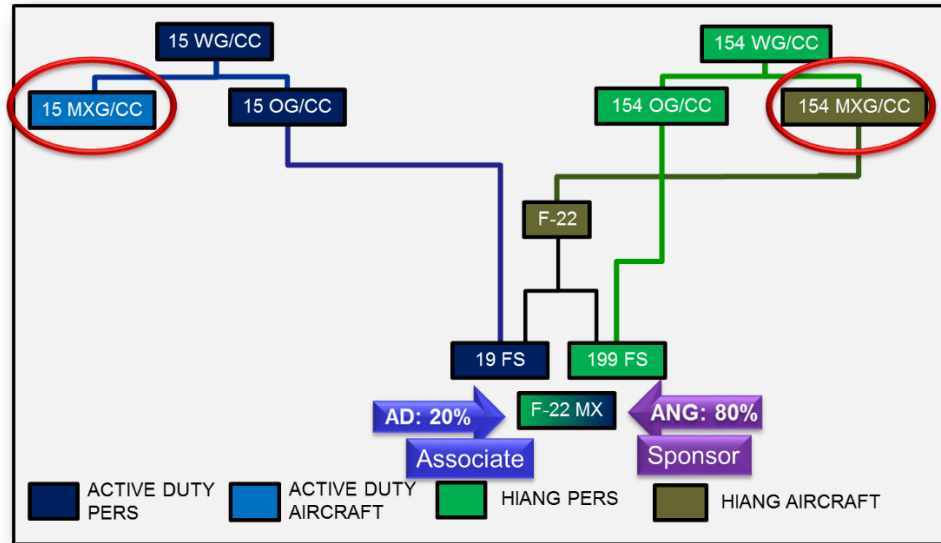 15 WG/CC
154 WG/CC
15 MXG/CC
15 OG/CC
154 OG/CC
154 MXG/CC
F-22
19 FS
199 FS
AD: 20%
F-22 MX
ANG: 80%
Associate
Sponsor
ACTIVE DUTY
PERS
ACTIVE DUTY
AIRCRAFT
HIANG PERS
HIANG AIRCRAFT